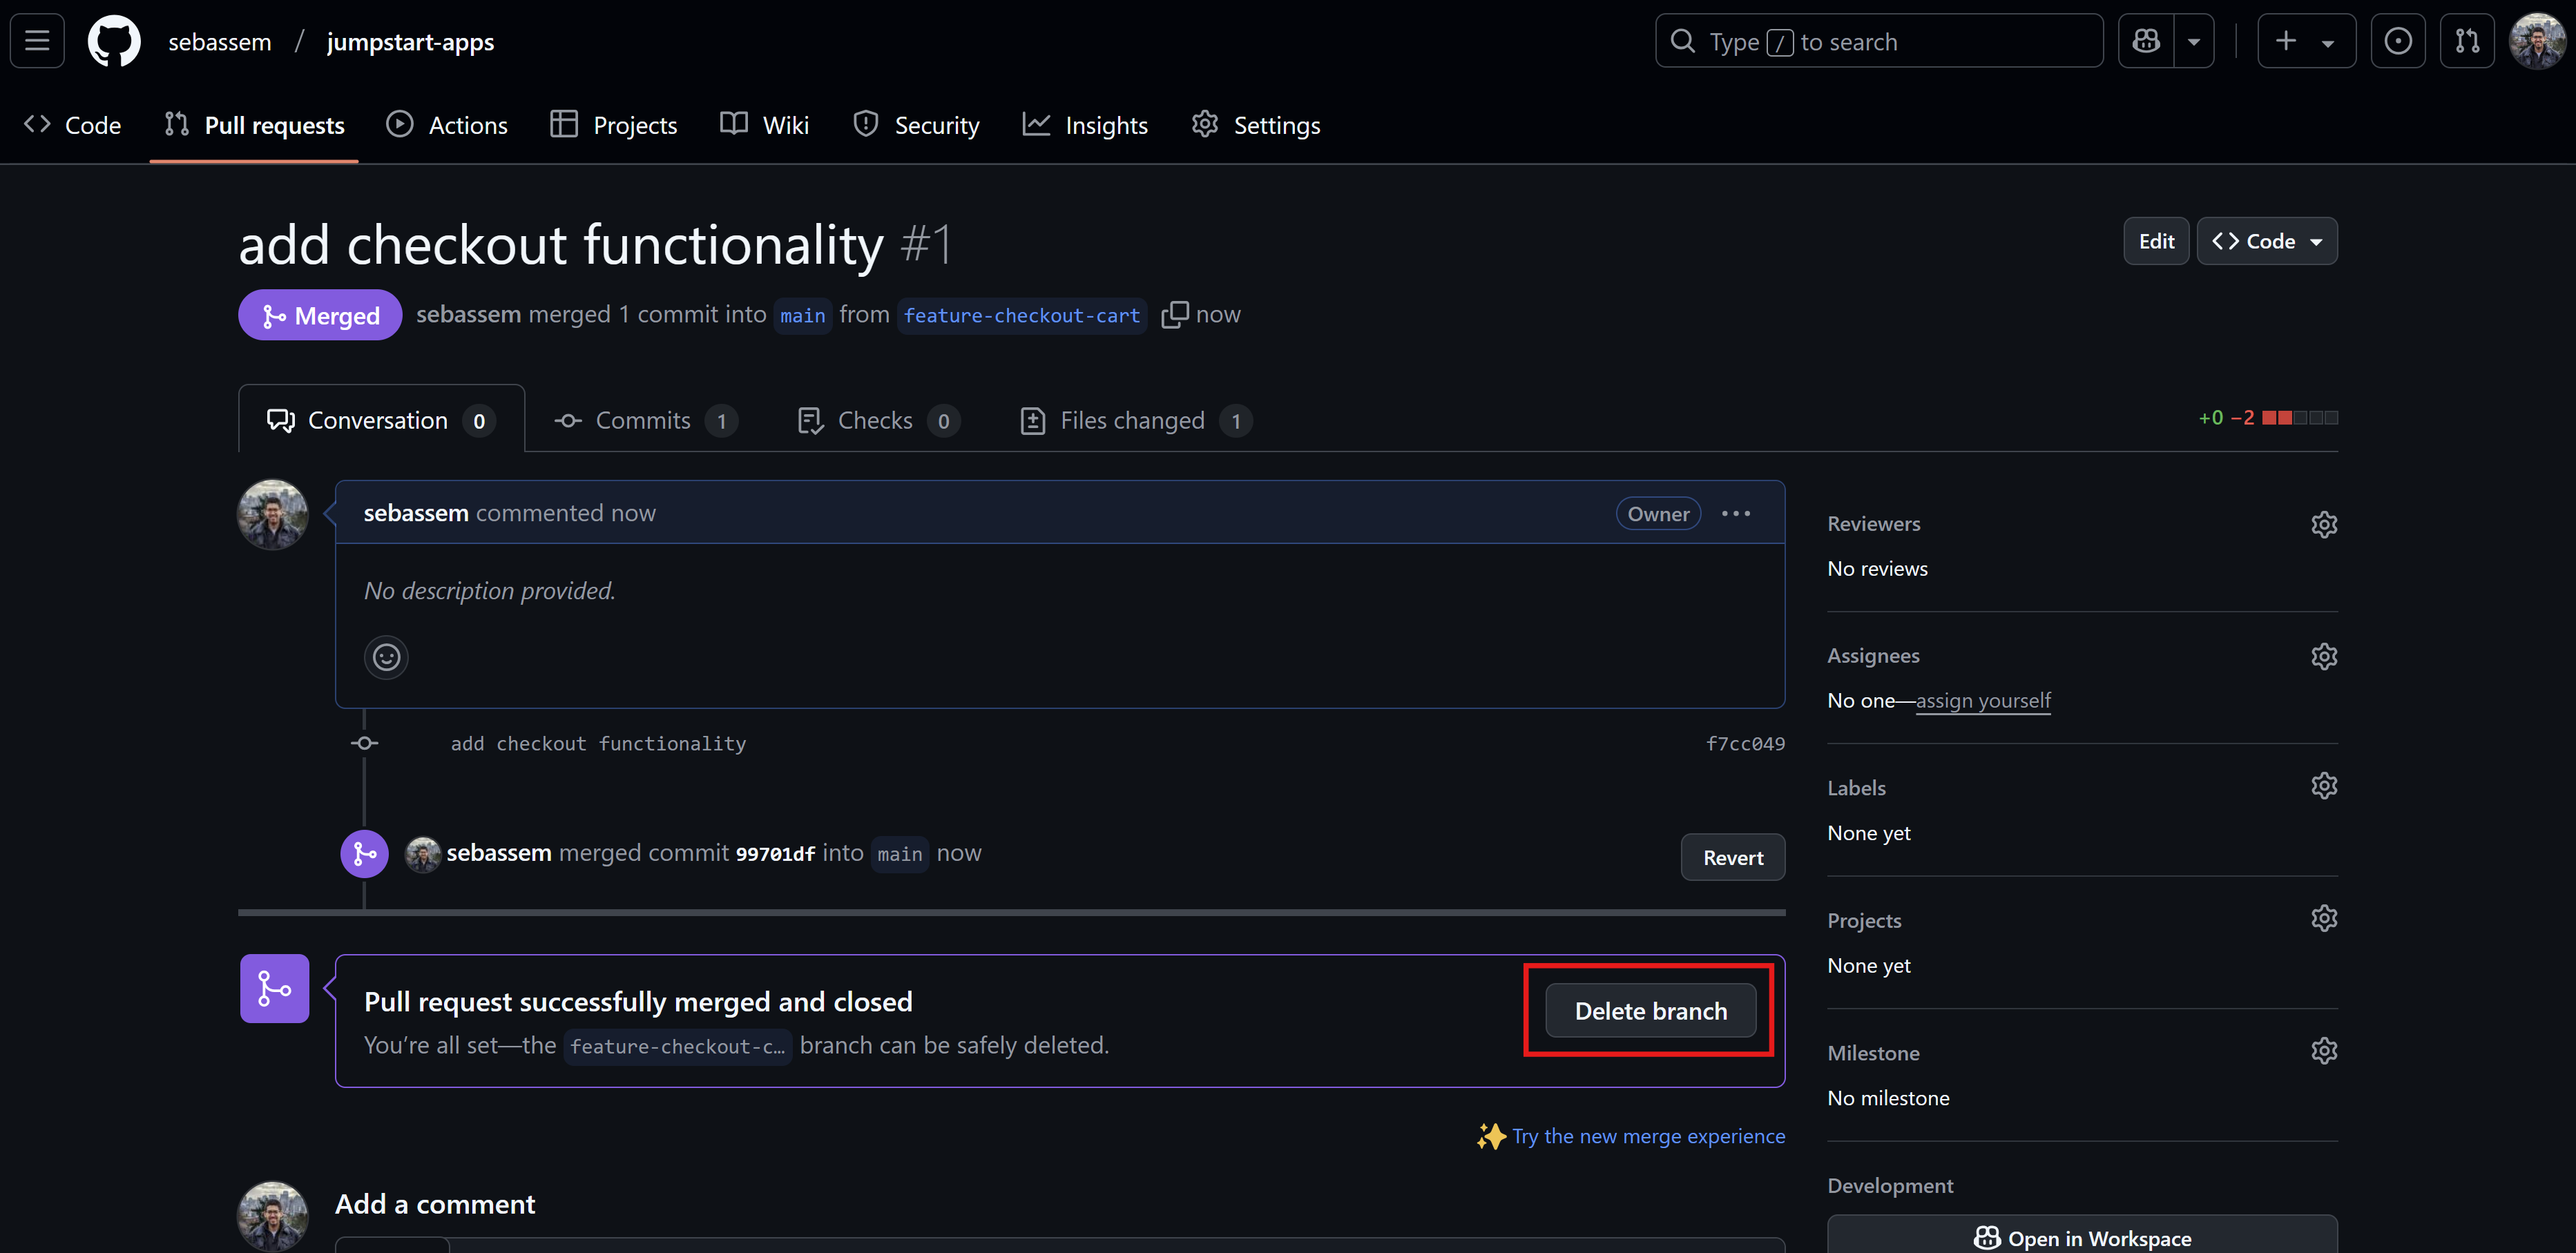 sebassem / jumpstart-apps
Type / to search
Code
Pull requests
Actions
Projects
Wiki
Security
Insights
Settings
add checkout functionality #1
Edit
Code
Merged
sebassem merged 1 commit into main from feature-checkout-cart now
Conversation 0
Commits 1
Checks 0
Files changed 1
+0 −2
sebassem commented now
Owner
No description provided.
add checkout functionality
f7cc049
sebassem merged commit 99701df into main now
Revert
Pull request successfully merged and closed
You’re all set—the feature-checkout-c… branch can be safely deleted.
Delete branch
Try the new merge experience
Add a comment
Reviewers
No reviews
Assignees
No one—assign yourself
Labels
None yet
Projects
None yet
Milestone
No milestone
Development
Open in Workspace